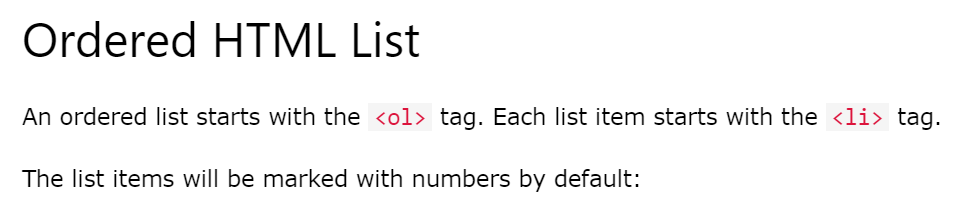 Ordered HTML List
An ordered list starts with the <ol> tag. Each list item starts with the <li> tag.
The list items will be marked with numbers by default: